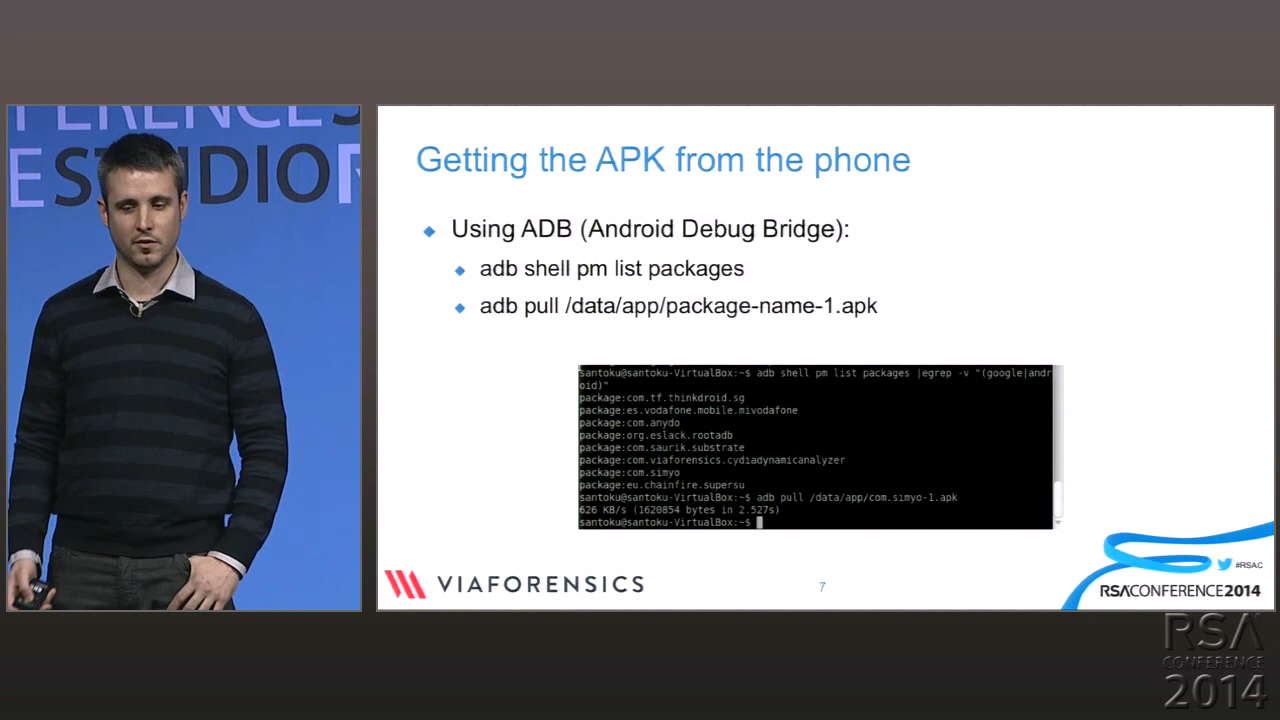 FERENCE
E STUDIO R
Getting the APK from the phone
Using ADB (Android Debug Bridge):
adb shell pm list packages
adb pull /data/app/package-name-1.apk
santoku@santoku-VirtualBox:~$ adb shell pm list packages |egrep -v "(google|andr
oid)"
package:com.tf.thinkdroid.sg
package:es.vodafone.mobile.mivodafone
package:com.anydo
package:org.eslack.rootadb
package:com.saurik.substrate
package:com.viaforensics.cydiadynamicanalyzer
package:com.simyo
package:eu.chainfire.supersu
santoku@santoku-VirtualBox:~$ adb pull /data/app/com.simyo-1.apk
626 KB/s (1620854 bytes in 2.527s)
santoku@santoku-VirtualBox:~$
VIAFORENSICS
7
#RSAC
RSACONFERENCE2014
RSA
CONFERENCE
2014